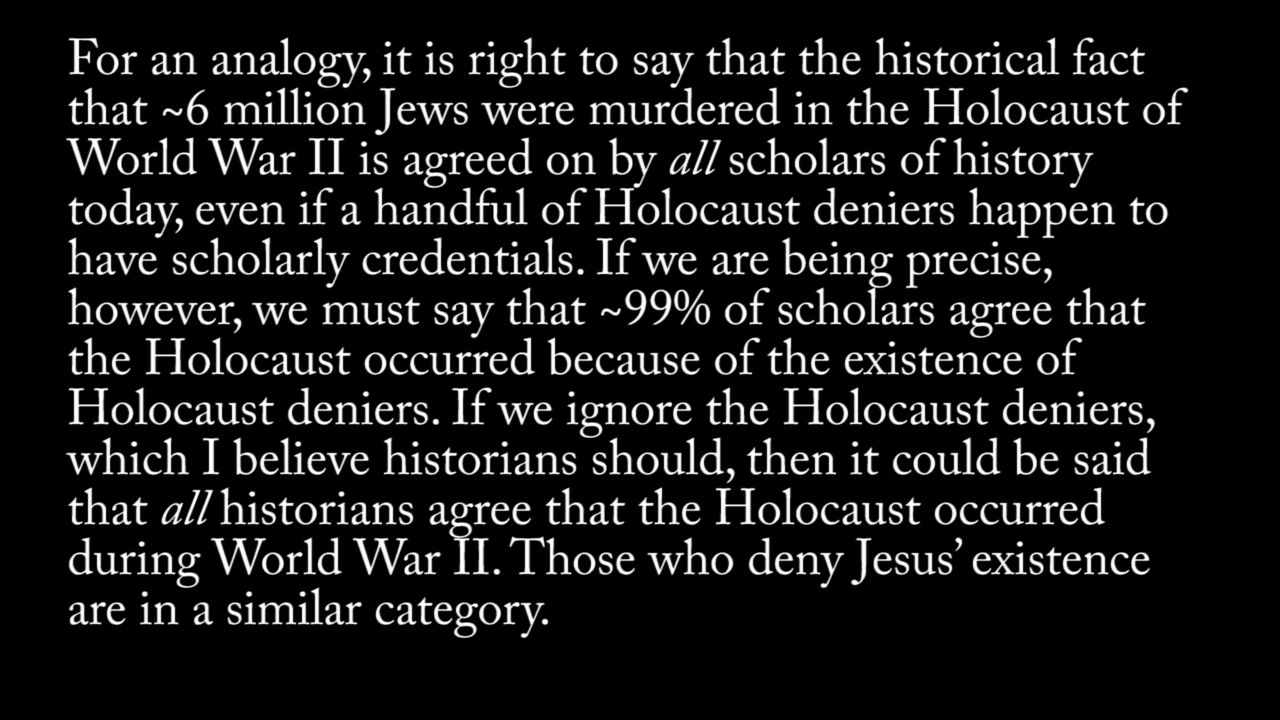 For an analogy, it is right to say that the historical fact
that ~6 million Jews were murdered in the Holocaust of
World War II is agreed on by all scholars of history
today, even if a handful of Holocaust deniers happen to
have scholarly credentials. If we are being precise,
however, we must say that ~99% of scholars agree that
the Holocaust occurred because of the existence of
Holocaust deniers. If we ignore the Holocaust deniers,
which I believe historians should, then it could be said
that all historians agree that the Holocaust occurred
during World War II. Those who deny Jesus’ existence
are in a similar category.